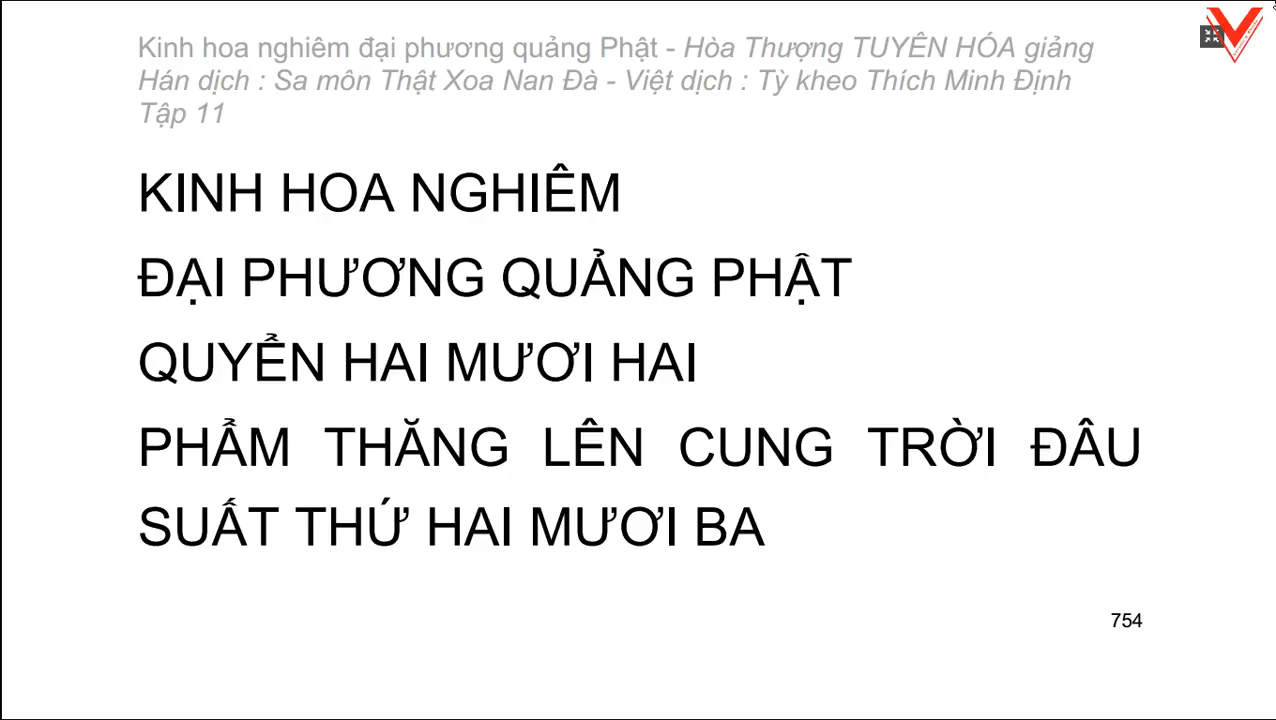 Kinh hoa nghiêm đại phương quảng Phật - Hòa Thượng TUYÊN HÓA giảng
Hán dịch : Sa môn Thật Xoa Nan Đà - Việt dịch : Tỳ kheo Thích Minh Định
Tập 11
KINH HOA NGHIÊM
ĐẠI PHƯƠNG QUẢNG PHẬT
QUYỂN HAI MƯƠI HAI
PHẨM THĂNG LÊN CUNG TRỜI ĐÂU
SUẤT THỨ HAI MƯƠI BA
754